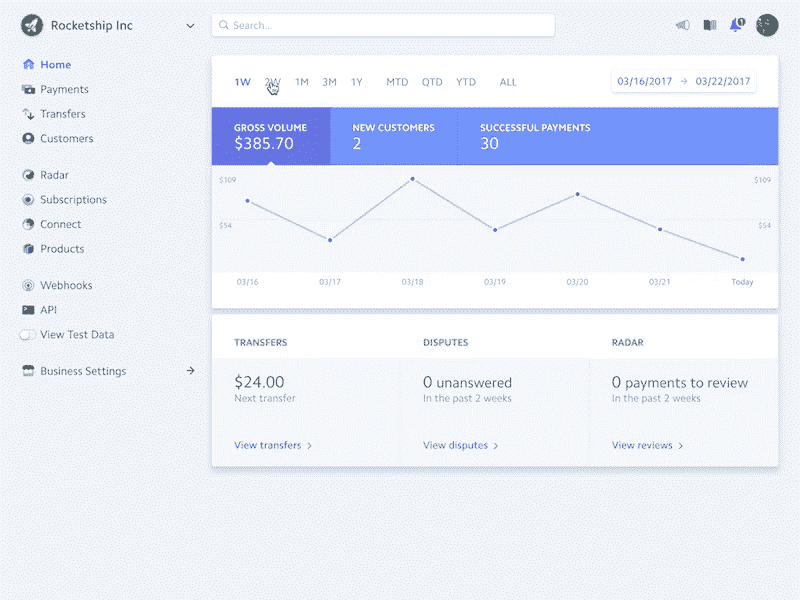 Rocketship Inc
Search...
1
Home
Payments
Transfers
Customers
Radar
Subscriptions
Connect
Products
Webhooks
API
View Test Data
Business Settings
1W 2W 1M 3M 1Y MTD QTD YTD ALL
03/16/2017 → 03/22/2017
GROSS VOLUME NEW CUSTOMERS SUCCESSFUL PAYMENTS
$385.70 2 30
$109 $109
$54 $54
03/16 03/17 03/18 03/19 03/20 03/21 Today
TRANSFERS DISPUTES RADAR
$24.00 0 unanswered 0 payments to review
Next transfer In the past 2 weeks In the past 2 weeks
View transfers View disputes View reviews